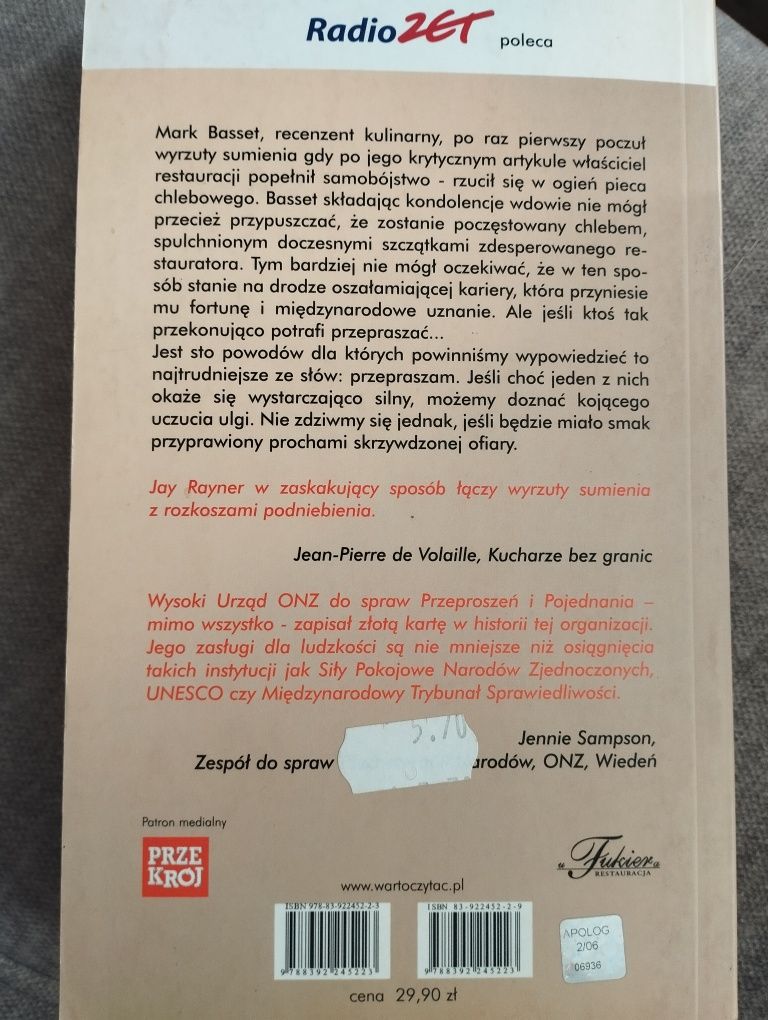 Radio ZET poleca
Mark Basset, recenzent kulinarny, po raz pierwszy poczuł
wyrzuty sumienia gdy po jego krytycznym artykule właściciel
restauracji popełnił samobójstwo - rzucił się w ogień pieca
chlebowego. Basset składając kondolencje wdowie nie mógł
przecież przypuszczać, że zostanie poczęstowany chlebem,
spulchnionym doczesnymi szczątkami zdesperowanego re-
stauratora. Tym bardziej nie mógł oczekiwać, że w ten spo-
sób stanie na drodze oszałamiającej kariery, która przyniesie
mu fortunę i międzynarodowe uznanie. Ale jeśli ktoś tak
przekonująco potrafi przepraszać...
Jest sto powodów dla których powinniśmy wypowiedzieć to
najtrudniejsze ze słów: przepraszam. Jeśli choć jeden z nich
okaże się wystarczająco silny, możemy doznać kojącego
uczucia ulgi. Nie zdziwmy się jednak, jeśli będzie miało smak
przyprawiony prochami skrzywdzonej ofiary.
Jay Rayner w zaskakujący sposób łączy wyrzuty sumienia
z rozkoszami podniebienia.
Jean-Pierre de Volaille, Kucharze bez granic
Wysoki Urząd ONZ do spraw Przeproszeń i Pojednania –
mimo wszystko - zapisał złotą kartę w historii tej organizacji.
Jego zasługi dla ludzkości są nie mniejsze niż osiągnięcia
takich instytucji jak Siły Pokojowe Narodów Zjednoczonych,
UNESCO czy Międzynarodowy Trybunał Sprawiedliwości.
Jennie Sampson,
Zespół do spraw arodów, ONZ, Wiedeń
Patron medialny
PRZE
KRÓJ
u Fukiera
RESTAURACJA
www.wartoczytac.pl
ISBN 978-83-922452-2-3
ISBN 83-922452-2-9
9 788392 245223
9 788392 245223
APOLOG
2/06
06936
cena 29,90 zł